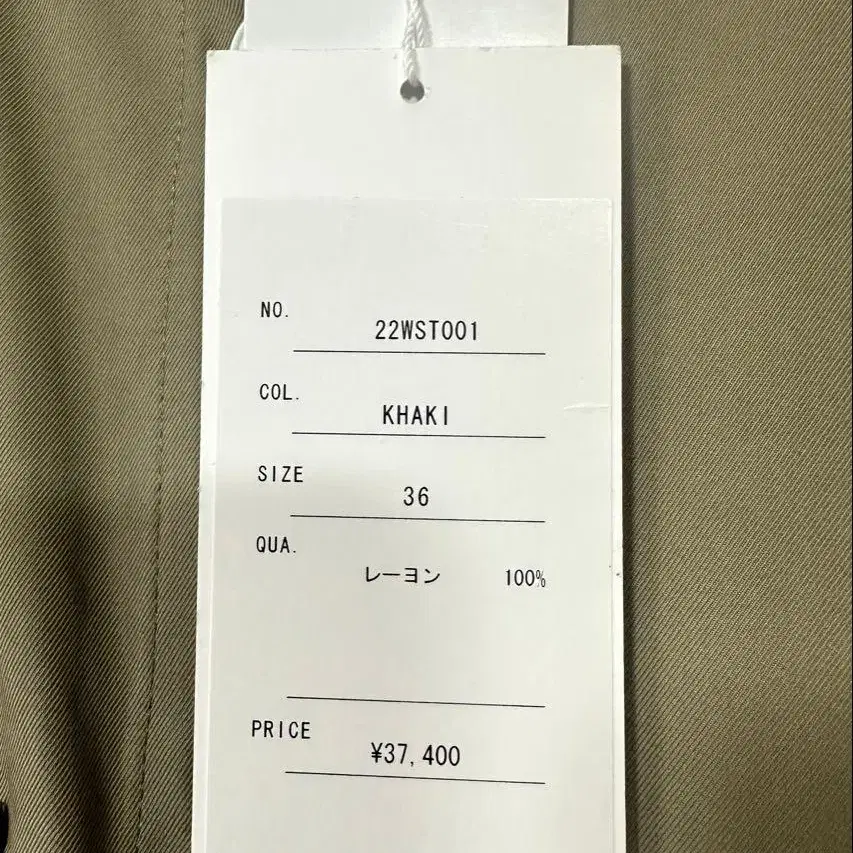 NO.
22WST001
COL.
KHAKI
SIZE
36
QUA.
レーヨン 100%
PRICE
¥37,400